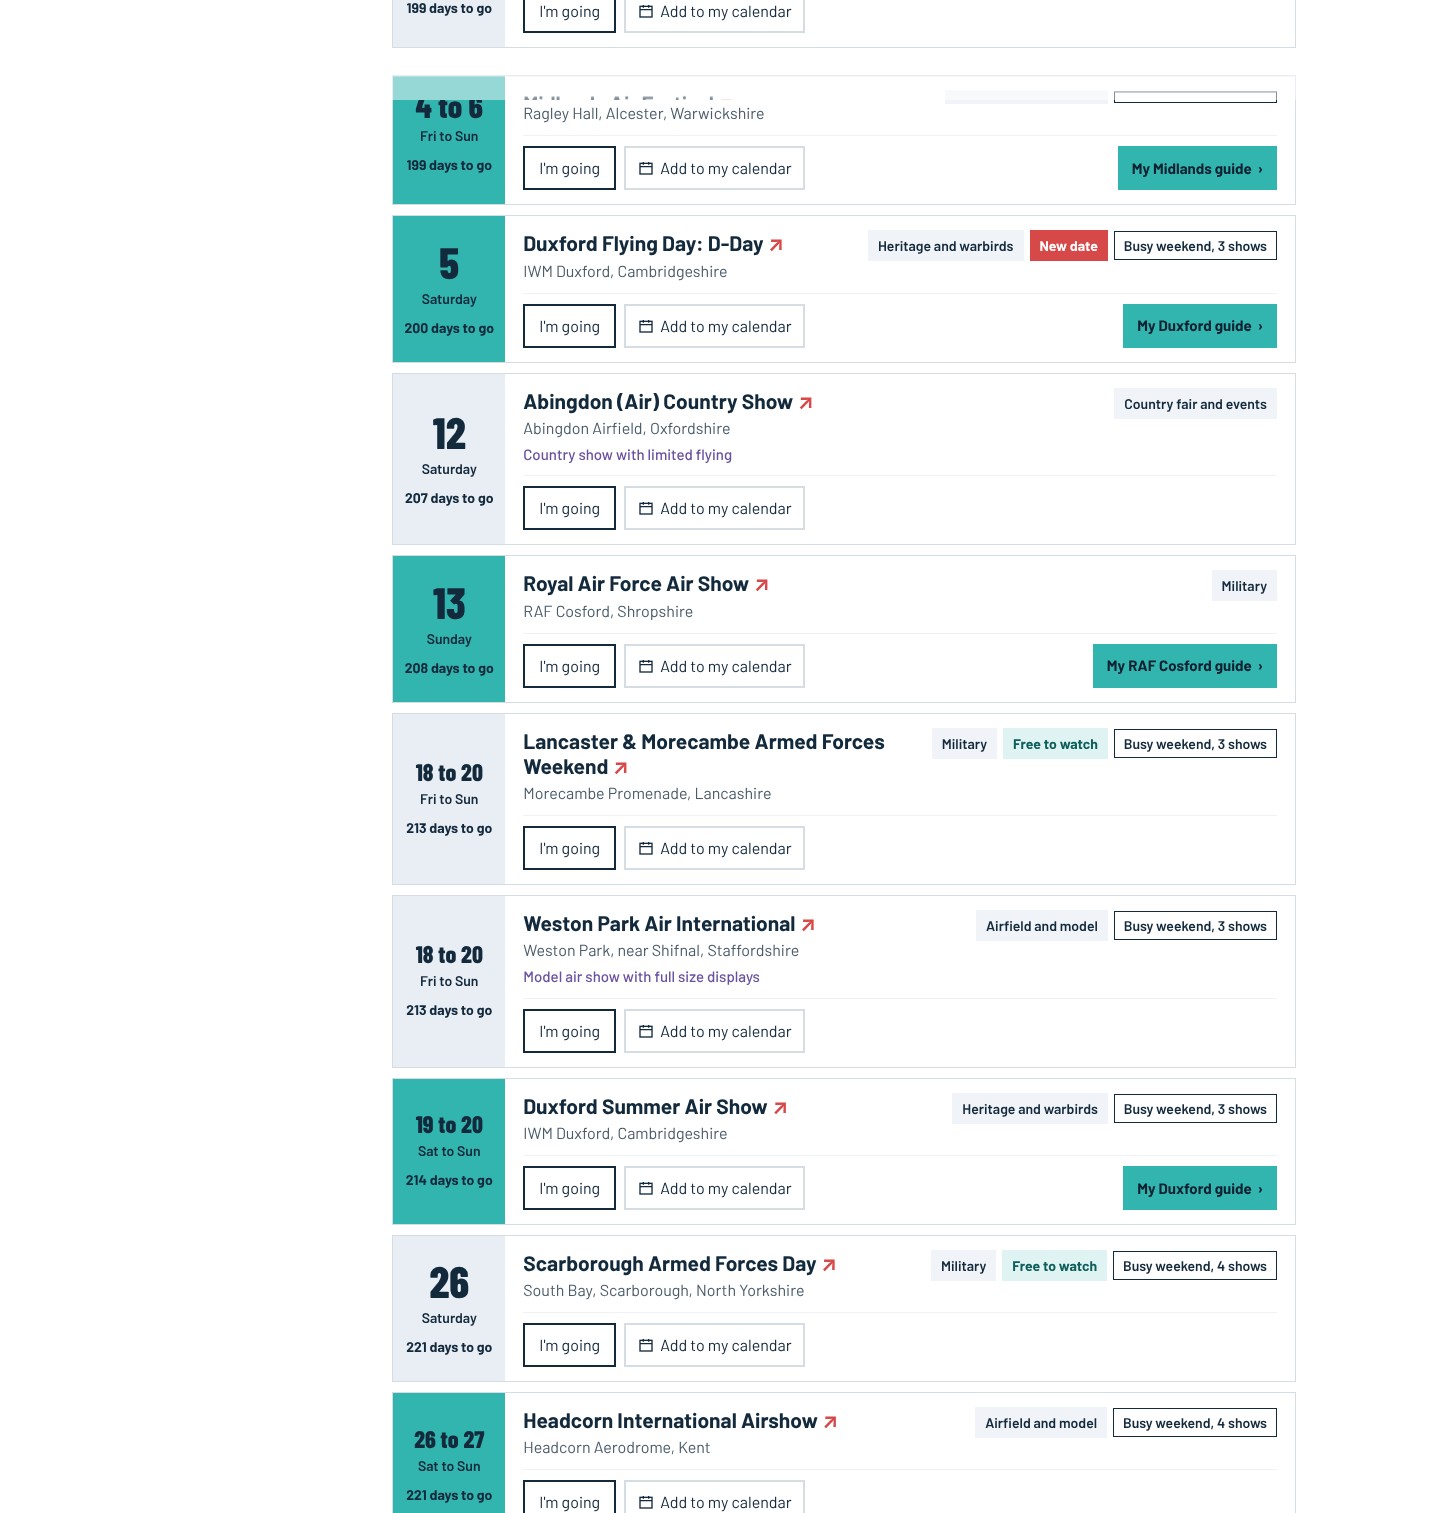 199 days to go
I'm going
Add to my calendar
4 to 6
Fri to Sun
199 days to go
Midlands Air Festival
Ragley Hall, Alcester, Warwickshire
I'm going
Add to my calendar
My Midlands guide ›
5
Saturday
200 days to go
Duxford Flying Day: D-Day
Heritage and warbirds
New date
Busy weekend, 3 shows
IWM Duxford, Cambridgeshire
I'm going
Add to my calendar
My Duxford guide ›
12
Saturday
207 days to go
Abingdon (Air) Country Show
Country fair and events
Abingdon Airfield, Oxfordshire
Country show with limited flying
I'm going
Add to my calendar
13
Sunday
208 days to go
Royal Air Force Air Show
Military
RAF Cosford, Shropshire
I'm going
Add to my calendar
My RAF Cosford guide ›
18 to 20
Fri to Sun
213 days to go
Lancaster & Morecambe Armed Forces
Weekend
Military
Free to watch
Busy weekend, 3 shows
Morecambe Promenade, Lancashire
I'm going
Add to my calendar
18 to 20
Fri to Sun
213 days to go
Weston Park Air International
Airfield and model
Busy weekend, 3 shows
Weston Park, near Shifnal, Staffordshire
Model air show with full size displays
I'm going
Add to my calendar
19 to 20
Sat to Sun
214 days to go
Duxford Summer Air Show
Heritage and warbirds
Busy weekend, 3 shows
IWM Duxford, Cambridgeshire
I'm going
Add to my calendar
My Duxford guide ›
26
Saturday
221 days to go
Scarborough Armed Forces Day
Military
Free to watch
Busy weekend, 4 shows
South Bay, Scarborough, North Yorkshire
I'm going
Add to my calendar
26 to 27
Sat to Sun
221 days to go
Headcorn International Airshow
Airfield and model
Busy weekend, 4 shows
Headcorn Aerodrome, Kent
I'm going
Add to my calendar